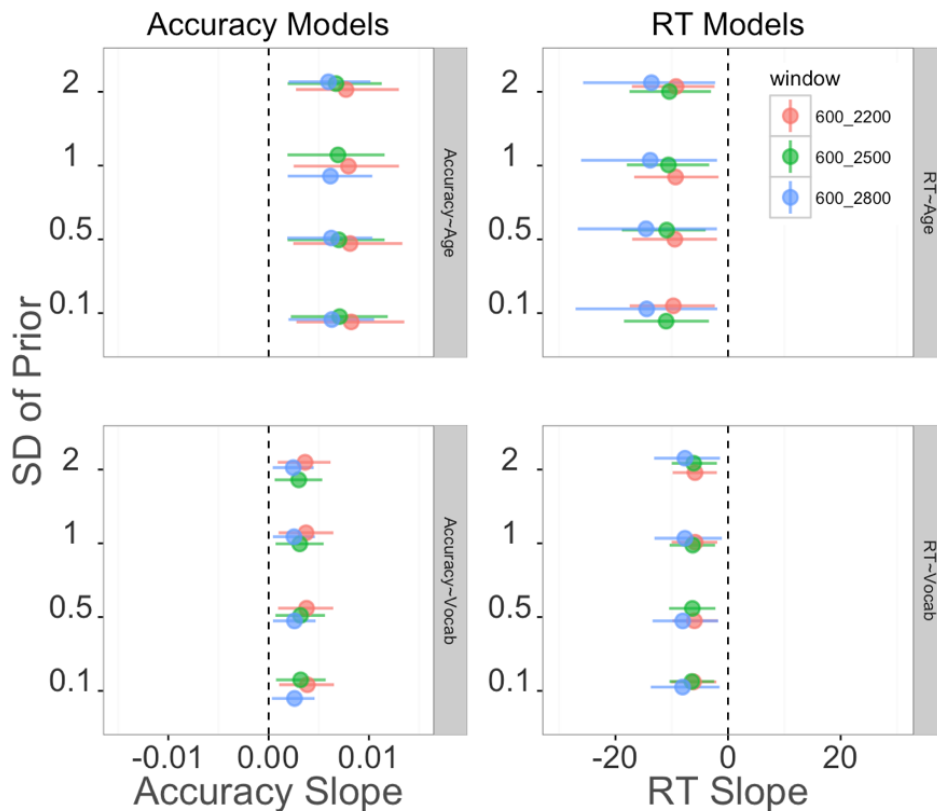 Accuracy Models
RT Models
SD of Prior
2
1
0.5
0.1
Accuracy~Age
2
1
0.5
0.1
window
600_2200
600_2500
600_2800
RT~Age
2
1
0.5
0.1
Accuracy~Vocab
2
1
0.5
0.1
RT~Vocab
-0.01 0.00 0.01
-20 0 20
Accuracy Slope
RT Slope